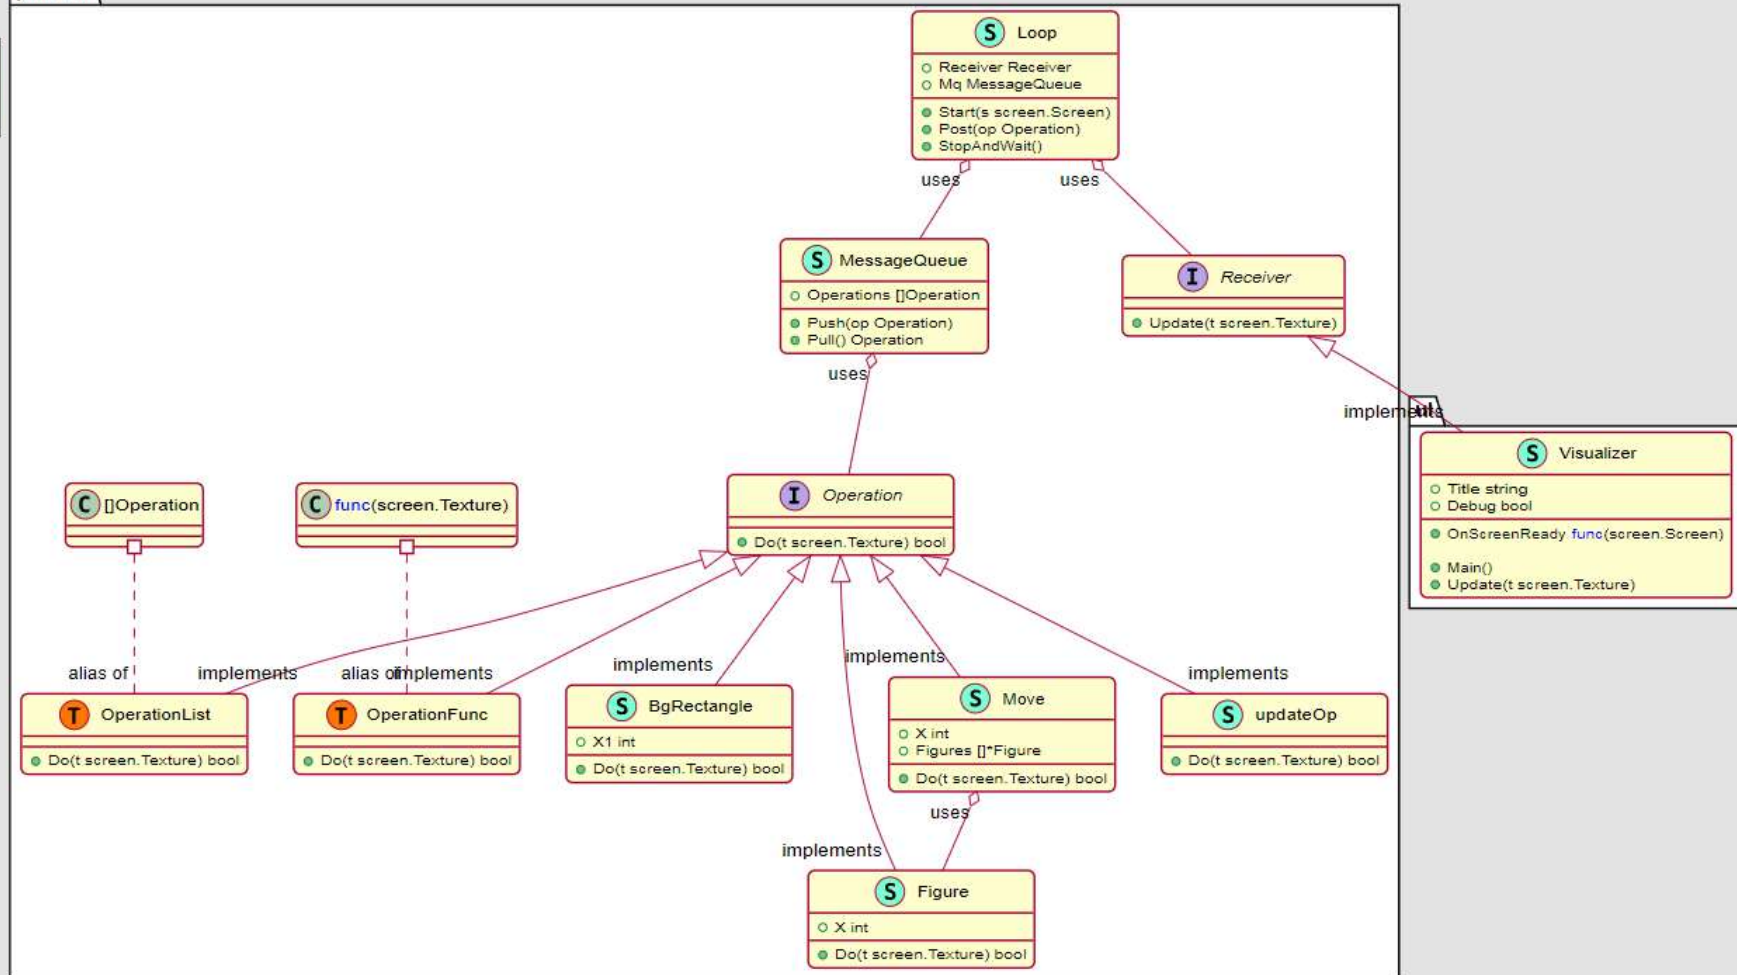 S Loop
Receiver Receiver
Mq MessageQueue
Start(s screen.Screen)
Post(op Operation)
StopAndWait()
uses
uses
S MessageQueue
Operations []Operation
Push(op Operation)
Pull() Operation
I Receiver
Update(t screen.Texture)
uses
implements
ui
S Visualizer
Title string
Debug bool
OnScreenReady func(screen.Screen)
Main()
Update(t screen.Texture)
C []Operation
C func(screen.Texture)
I Operation
Do(t screen.Texture) bool
alias of
implements
alias of
implements
implements
implements
implements
T OperationList
Do(t screen.Texture) bool
T OperationFunc
Do(t screen.Texture) bool
S BgRectangle
X1 int
Do(t screen.Texture) bool
S Move
X int
Figures []*Figure
Do(t screen.Texture) bool
S updateOp
Do(t screen.Texture) bool
uses
implements
S Figure
X int
Do(t screen.Texture) bool